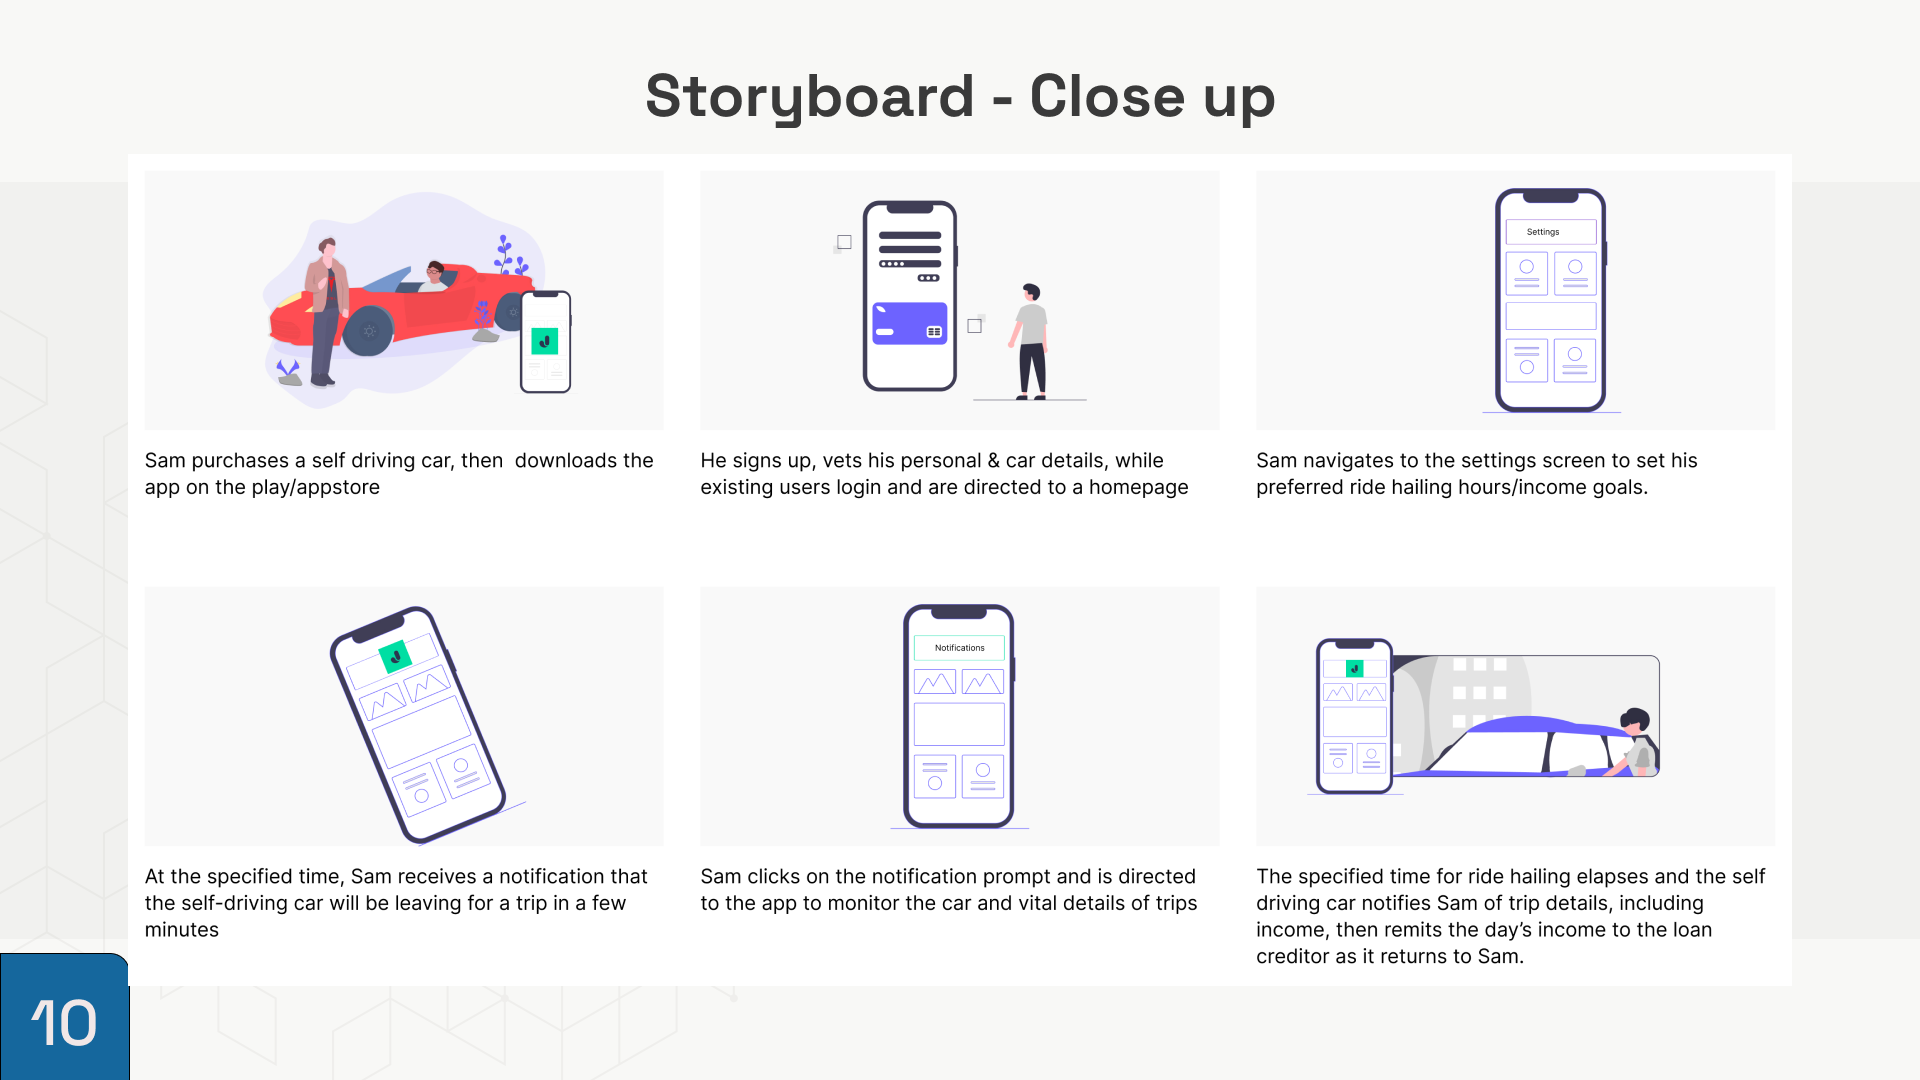 Storyboard - Close up
Sam purchases a self driving car, then  downloads the
app on the play/appstore
He signs up, vets his personal & car details, while
existing users login and are directed to a homepage
Settings
Sam navigates to the settings screen to set his
preferred ride hailing hours/income goals.
At the specified time, Sam receives a notification that
the self-driving car will be leaving for a trip in a few
minutes
Notifications
Sam clicks on the notification prompt and is directed
to the app to monitor the car and vital details of trips
The specified time for ride hailing elapses and the self
driving car notifies Sam of trip details, including
income, then remits the day’s income to the loan
creditor as it returns to Sam.
10